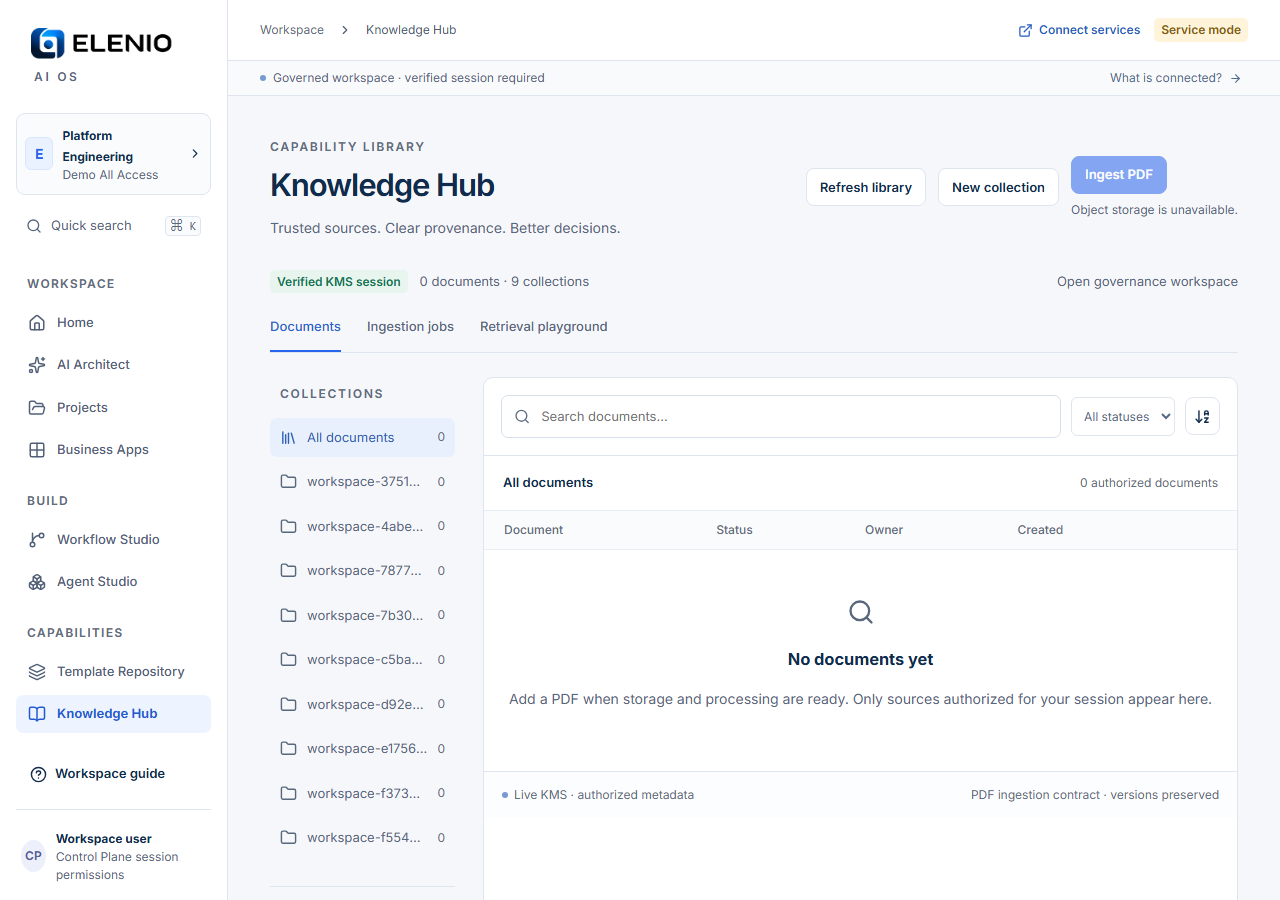 ELENIO
AI OS
E
Platform
Engineering
Demo All Access
Quick search
⌘ K
WORKSPACE
Home
AI Architect
Projects
Business Apps
BUILD
Workflow Studio
Agent Studio
CAPABILITIES
Template Repository
Knowledge Hub
Workspace guide
CP
Workspace user
Control Plane session
permissions
Workspace
Knowledge Hub
Connect services
Service mode
Governed workspace · verified session required
What is connected?
CAPABILITY LIBRARY
Knowledge Hub
Trusted sources. Clear provenance. Better decisions.
Refresh library
New collection
Ingest PDF
Object storage is unavailable.
Verified KMS session
0 documents · 9 collections
Open governance workspace
Documents
Ingestion jobs
Retrieval playground
COLLECTIONS
All documents 0
workspace-3751... 0
workspace-4abe... 0
workspace-7877... 0
workspace-7b30... 0
workspace-c5ba... 0
workspace-d92e... 0
workspace-e1756... 0
workspace-f373... 0
workspace-f554... 0
Search documents...
All statuses
All documents
0 authorized documents
Document Status Owner Created
No documents yet
Add a PDF when storage and processing are ready. Only sources authorized for your session appear here.
Live KMS · authorized metadata
PDF ingestion contract · versions preserved